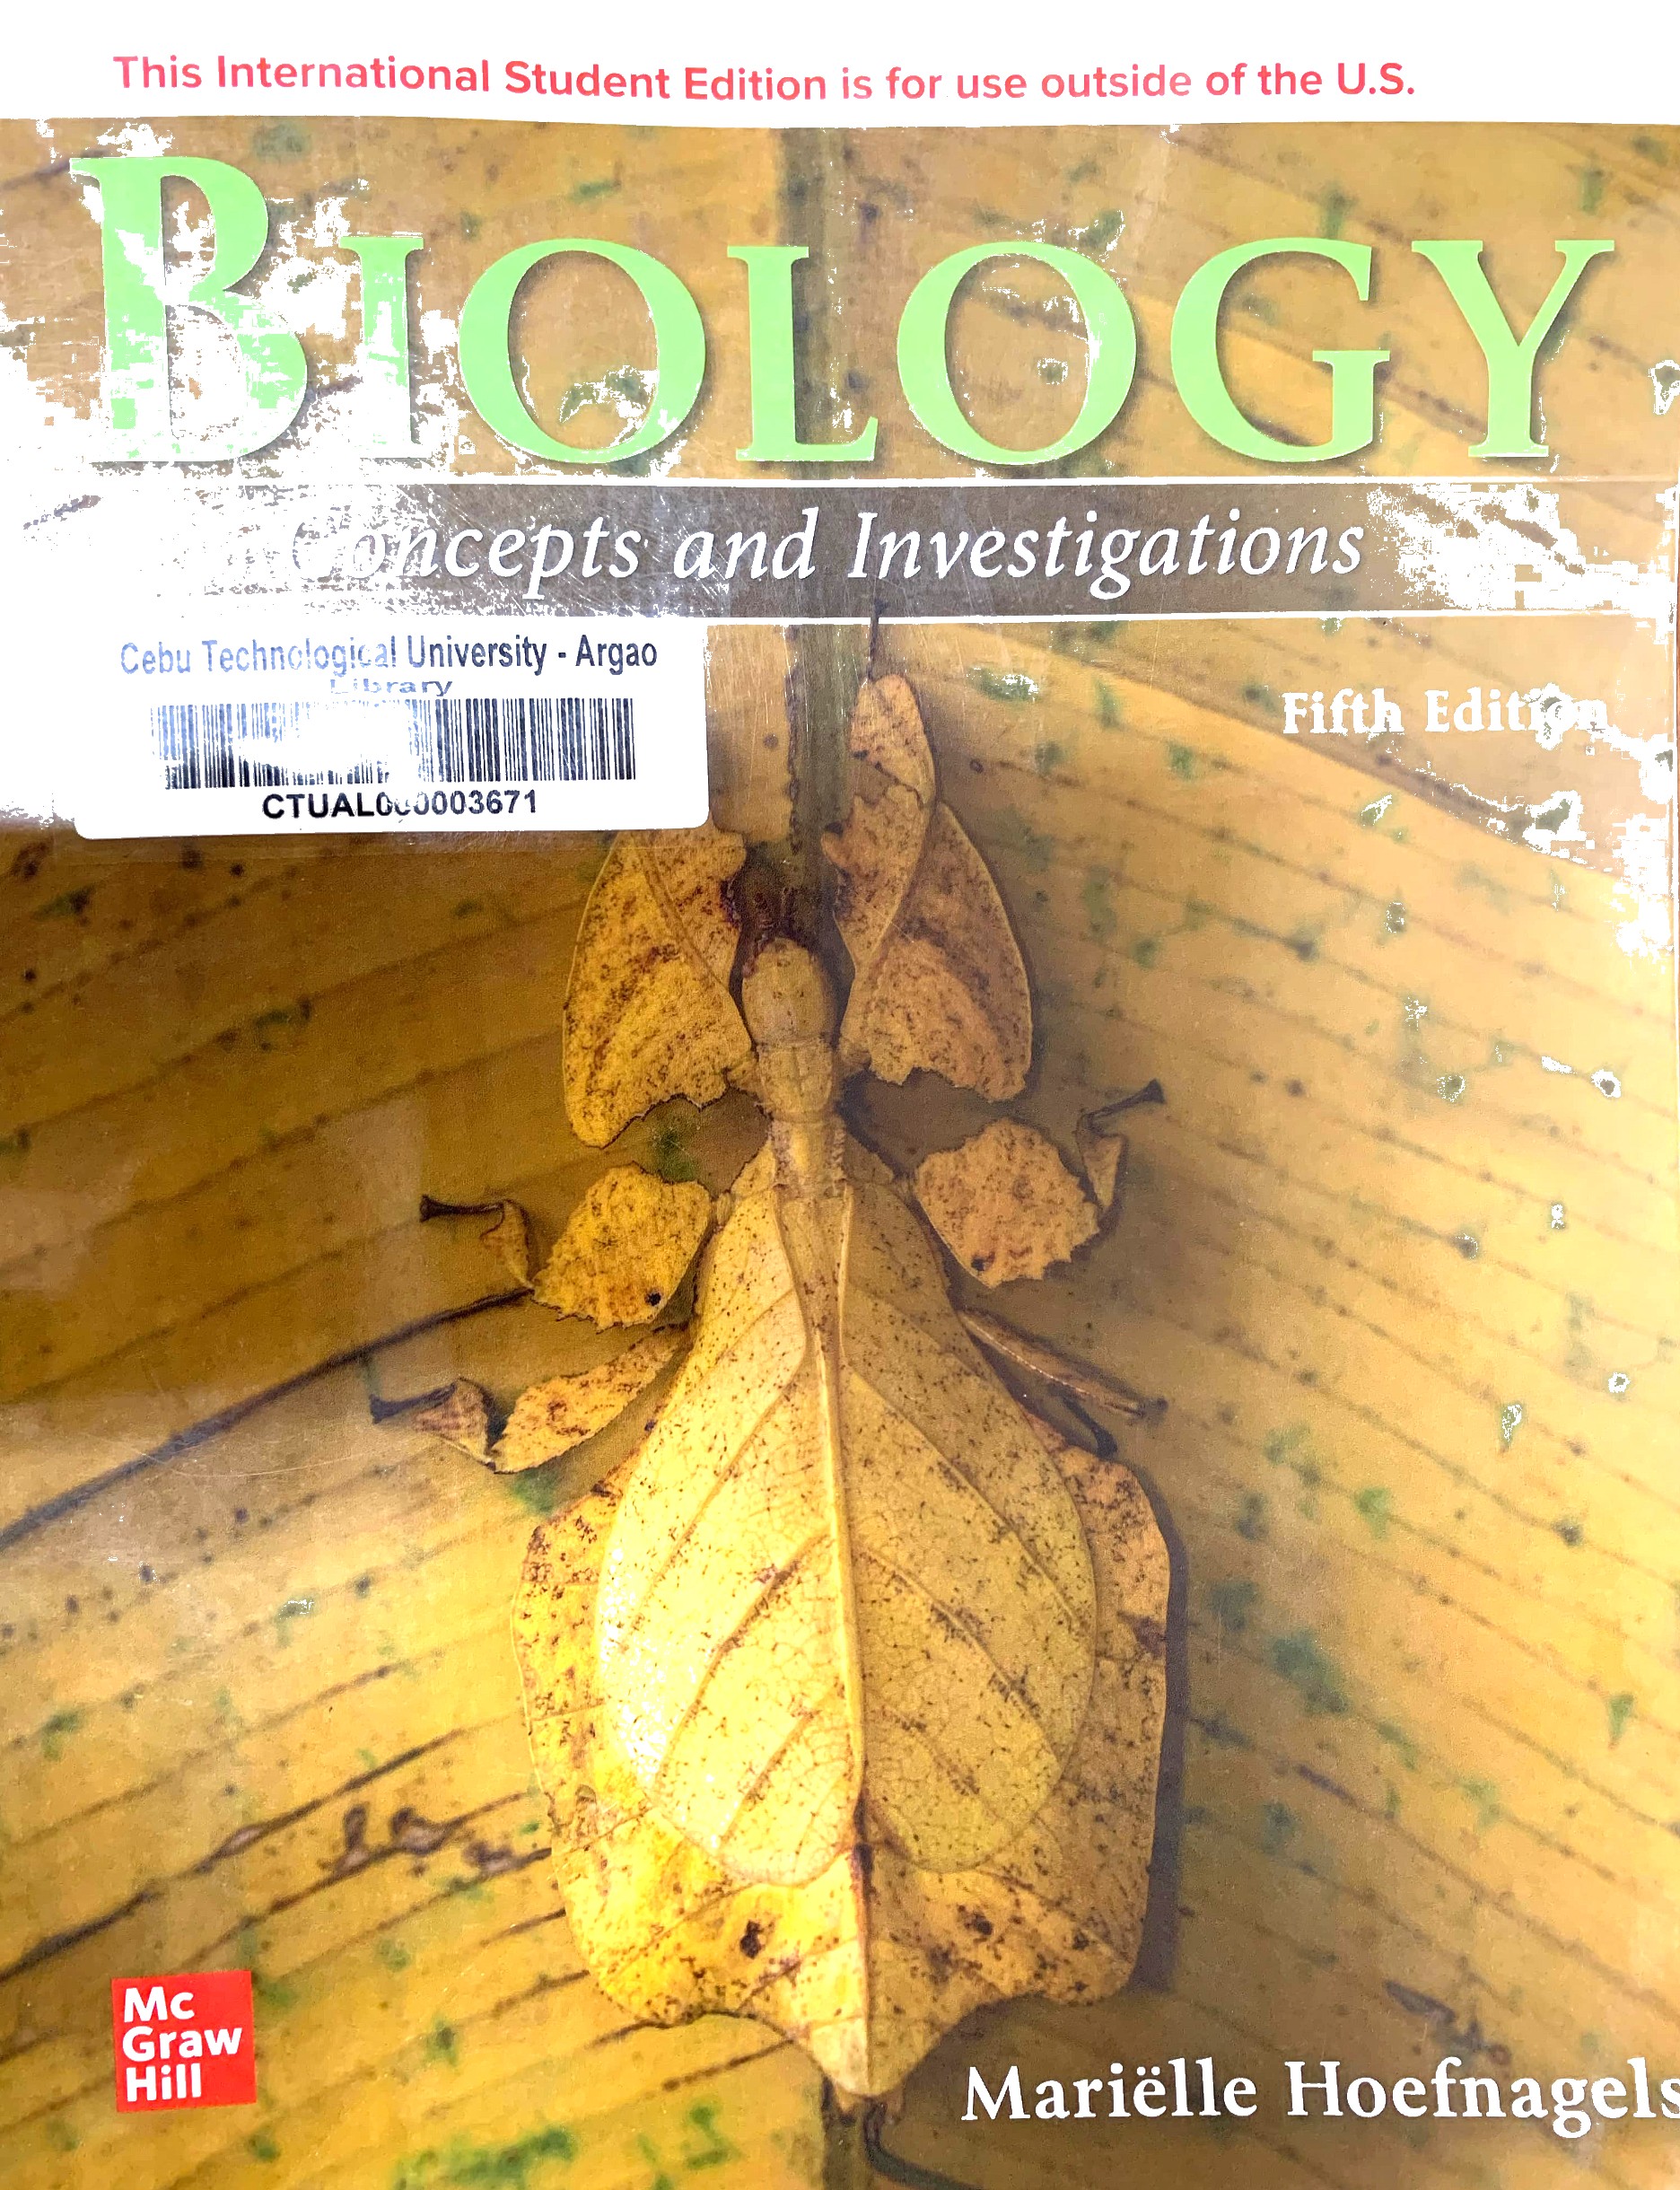 This International Student Edition is for use outside of the U.S.
BIOLOGY
Concepts and Investigations
Cebu Technological University - Argao
Library
CTUAL000003671
Fifth Edition
Mc
Graw
Hill
Mariëlle Hoefnagels